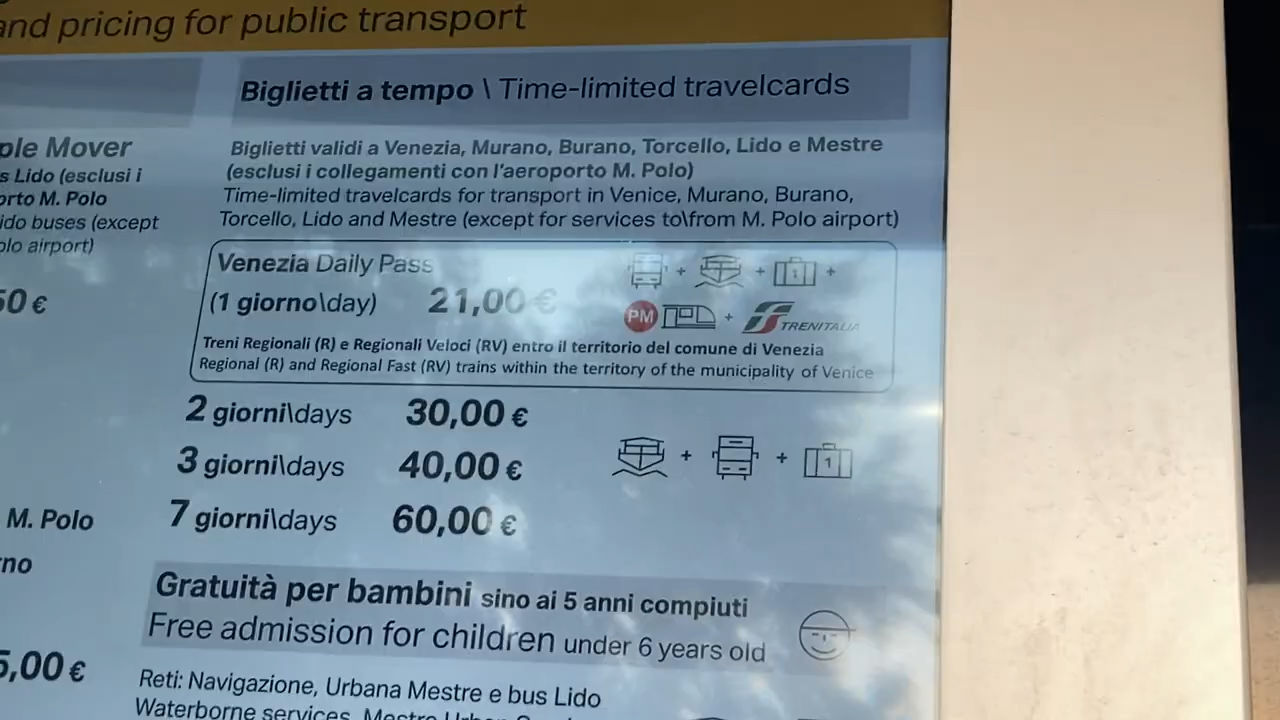 and pricing for public transport
Biglietti a tempo \ Time-limited travelcards
ple Mover
s Lido (esclusi i
orto M. Polo
ido buses (except
olo airport)
50 €
M. Polo
no
5,00 €
Biglietti validi a Venezia, Murano, Burano, Torcello, Lido e Mestre
(esclusi i collegamenti con l'aeroporto M. Polo)
Time-limited travelcards for transport in Venice, Murano, Burano,
Torcello, Lido and Mestre (except for services to\from M. Polo airport)
Venezia Daily Pass
(1 giorno\day) 21,00 €
+ + 1 +
PM + TRENITALIA
Treni Regionali (R) e Regionali Veloci (RV) entro il territorio del comune di Venezia
Regional (R) and Regional Fast (RV) trains within the territory of the municipality of Venice
2 giorni\days 30,00 €
3 giorni\days 40,00 €
+ + 1
7 giorni\days 60,00 €
Gratuità per bambini sino ai 5 anni compiuti
Free admission for children under 6 years old
Reti: Navigazione, Urbana Mestre e bus Lido
Waterborne services, Mestre